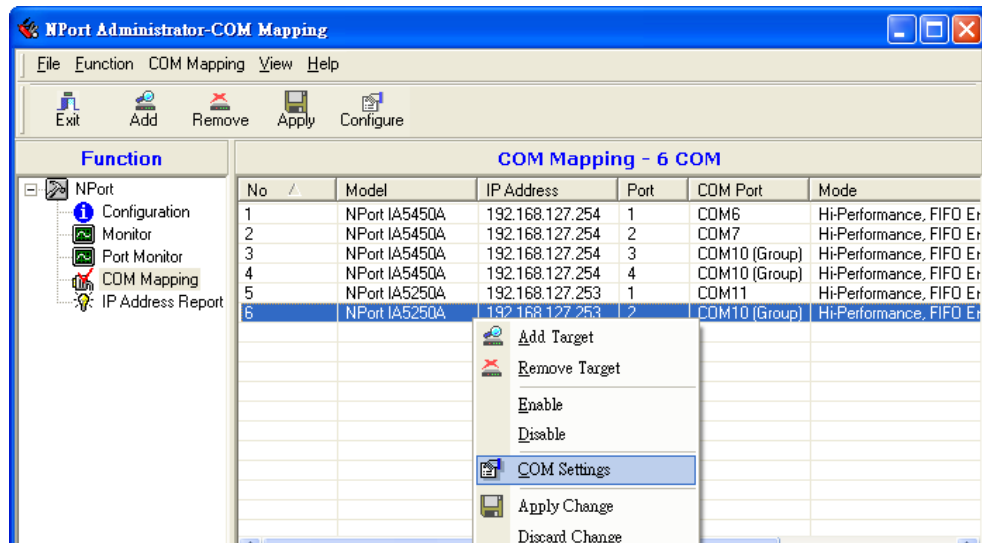 NPort Administrator-COM Mapping
File Function COM Mapping View Help
Exit Add Remove Apply Configure
Function
COM Mapping - 6 COM
NPort
Configuration
Monitor
Port Monitor
COM Mapping
IP Address Report
No Model IP Address Port COM Port Mode
1 NPort IA5450A 192.168.127.254 1 COM6 Hi-Performance, FIFO Er
2 NPort IA5450A 192.168.127.254 2 COM7 Hi-Performance, FIFO Er
3 NPort IA5450A 192.168.127.254 3 COM10 (Group) Hi-Performance, FIFO Er
4 NPort IA5450A 192.168.127.254 4 COM10 (Group) Hi-Performance, FIFO Er
5 NPort IA5250A 192.168.127.253 1 COM11 Hi-Performance, FIFO Er
6 NPort IA5250A 192.168.127.253 2 COM10 (Group) Hi-Performance, FIFO Er
Add Target
Remove Target
Enable
Disable
COM Settings
Apply Change
Discard Change